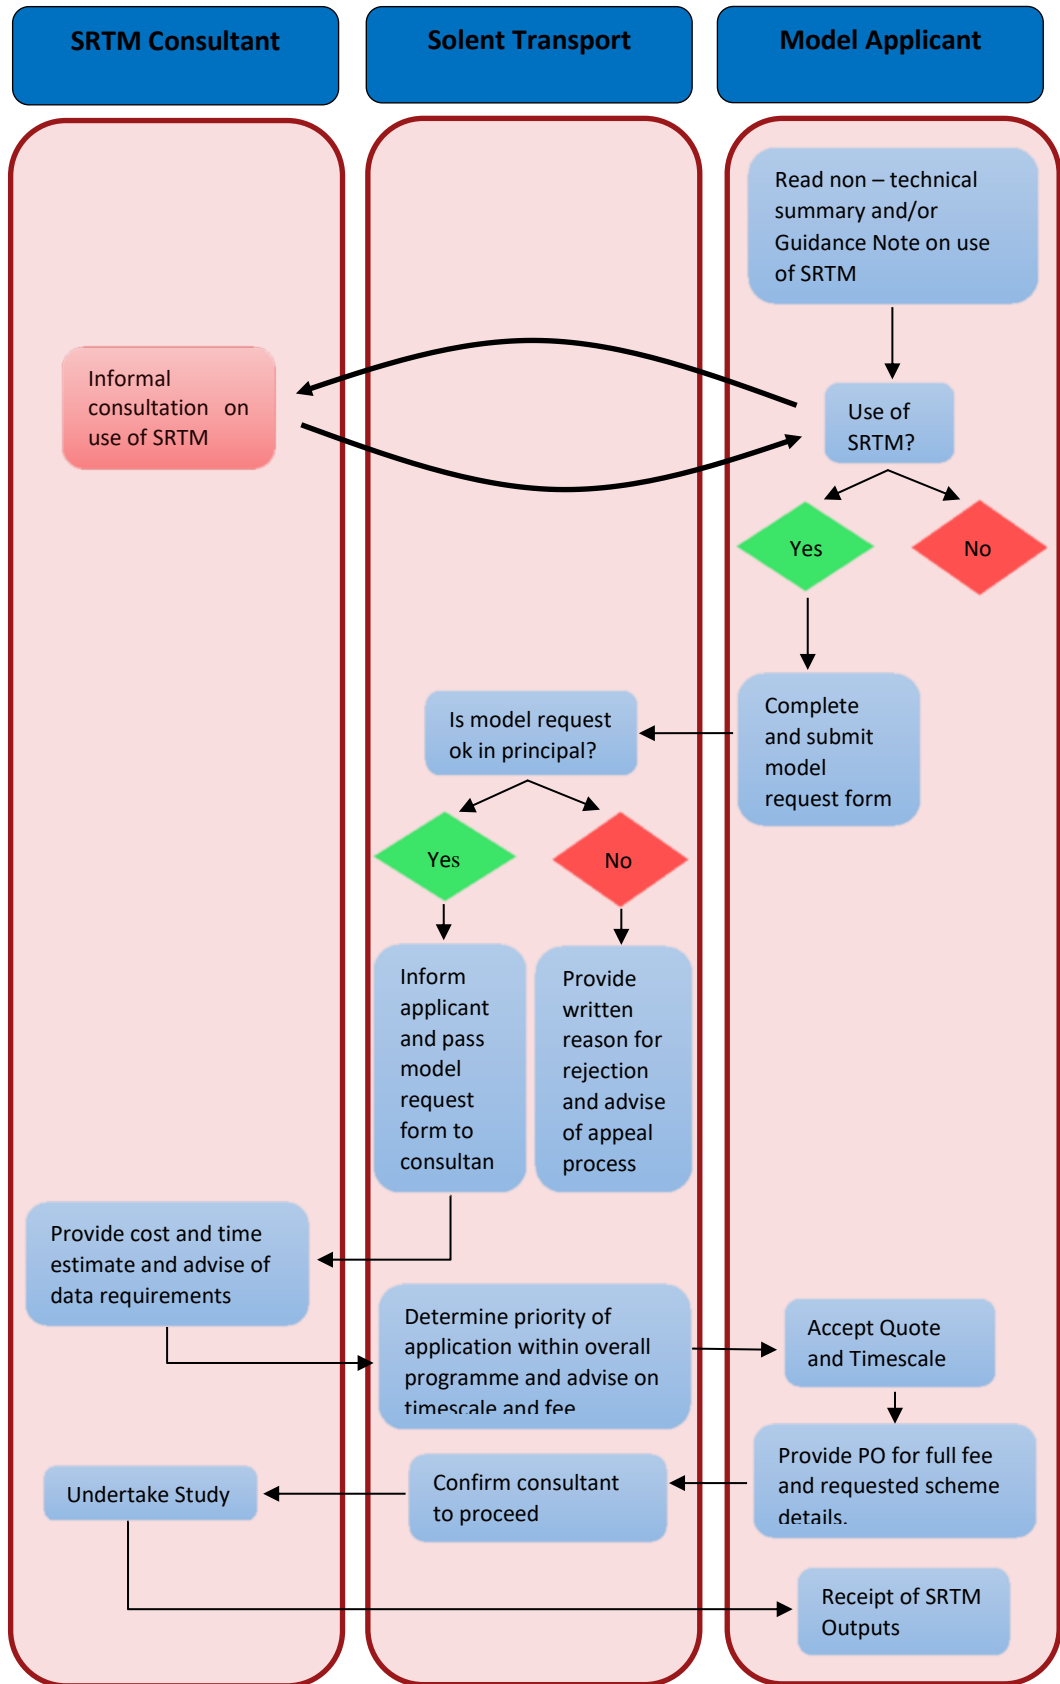 SRTM Consultant
Solent Transport
Model Applicant
Read non – technical
summary and/or
Guidance Note on use
of SRTM
Informal
consultation on
use of SRTM
Use of
SRTM?
Yes
No
Is model request
ok in principal?
Complete
and submit
model
request form
Yes
No
Inform
applicant
and pass
model
request
form to
consultan
Provide
written
reason for
rejection
and advise
of appeal
process
Provide cost and time
estimate and advise of
data requirements
Determine priority of
application within overall
programme and advise on
timescale and fee
Accept Quote
and Timescale
Provide PO for full fee
and requested scheme
details.
Confirm consultant
to proceed
Undertake Study
Receipt of SRTM
Outputs